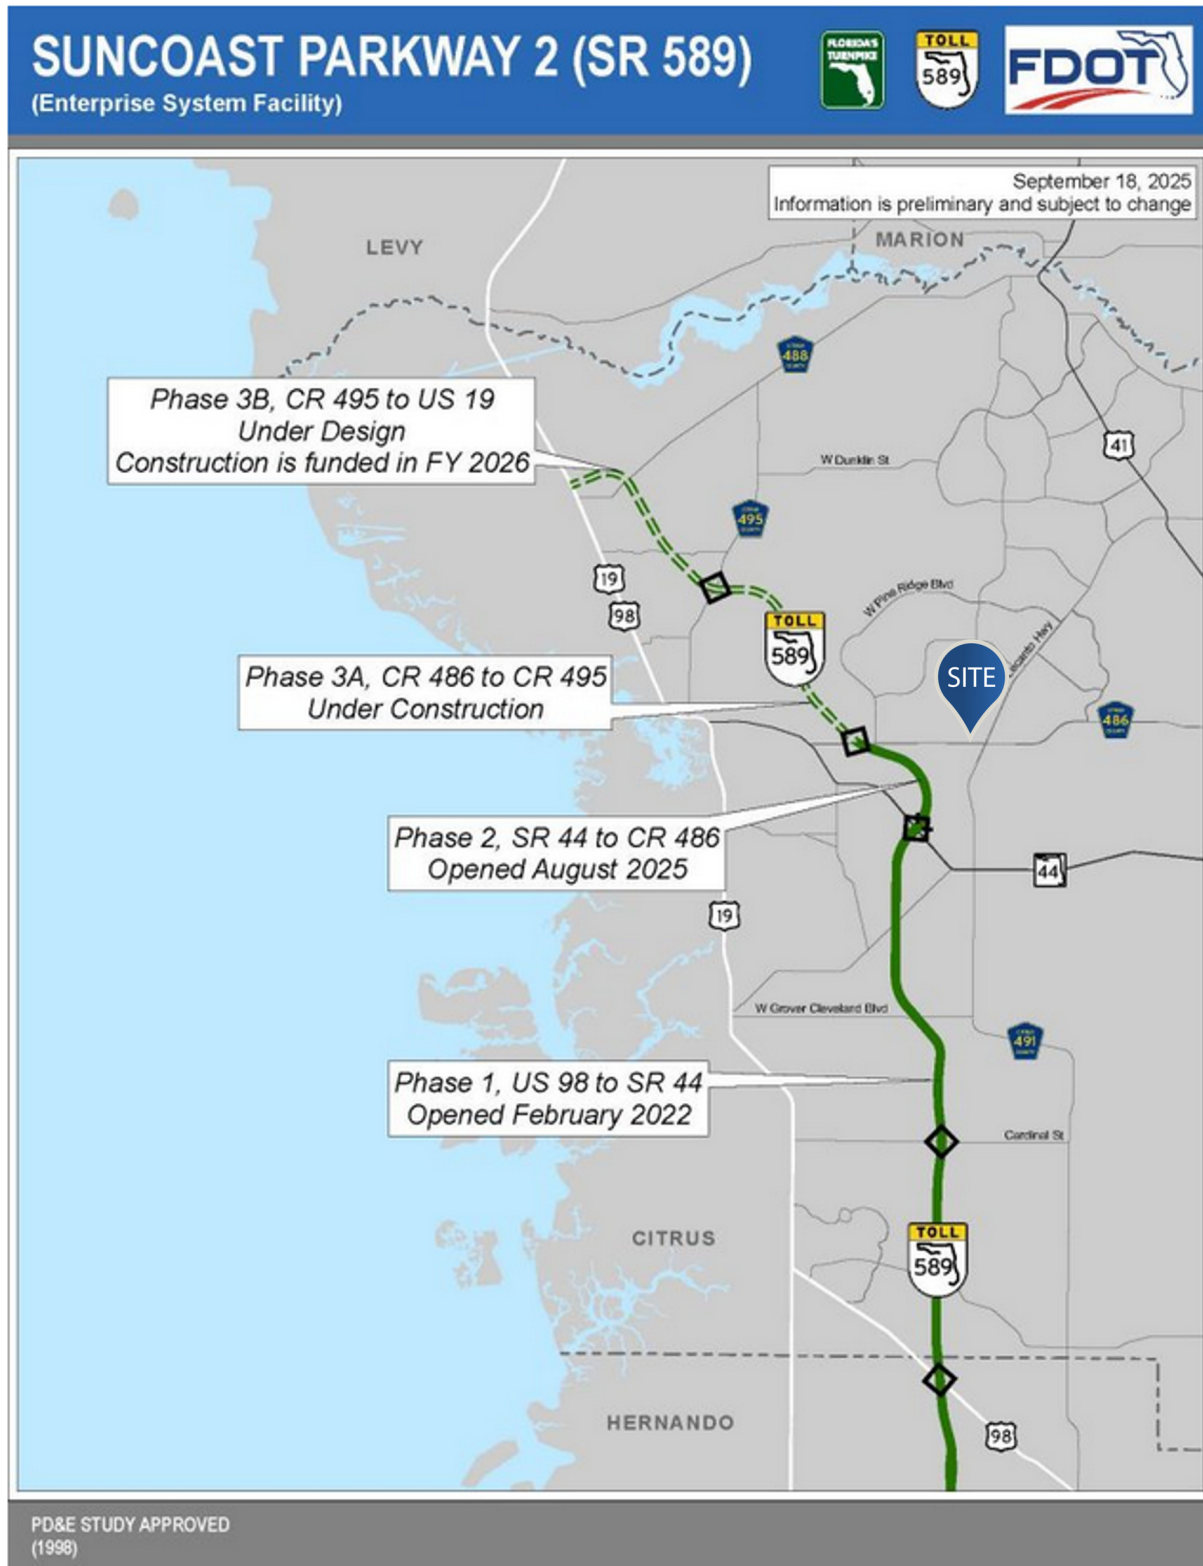 SUNCOAST PARKWAY 2 (SR 589)
(Enterprise System Facility)
FLORIDA'S
TURNPIKE
TOLL
589
FDOT
September 18, 2025
Information is preliminary and subject to change
LEVY
MARION
488
Phase 3B, CR 495 to US 19
Under Design
Construction is funded in FY 2026
41
W Dunklin St
495
19
98
W Pine Ridge Blvd
TOLL
589
Lecanto Hwy
SITE
Phase 3A, CR 486 to CR 495
Under Construction
486
Phase 2, SR 44 to CR 486
Opened August 2025
44
19
W Grover Cleveland Blvd
491
Phase 1, US 98 to SR 44
Opened February 2022
Cardinal St
CITRUS
TOLL
589
HERNANDO
98
PD&E STUDY APPROVED
(1998)